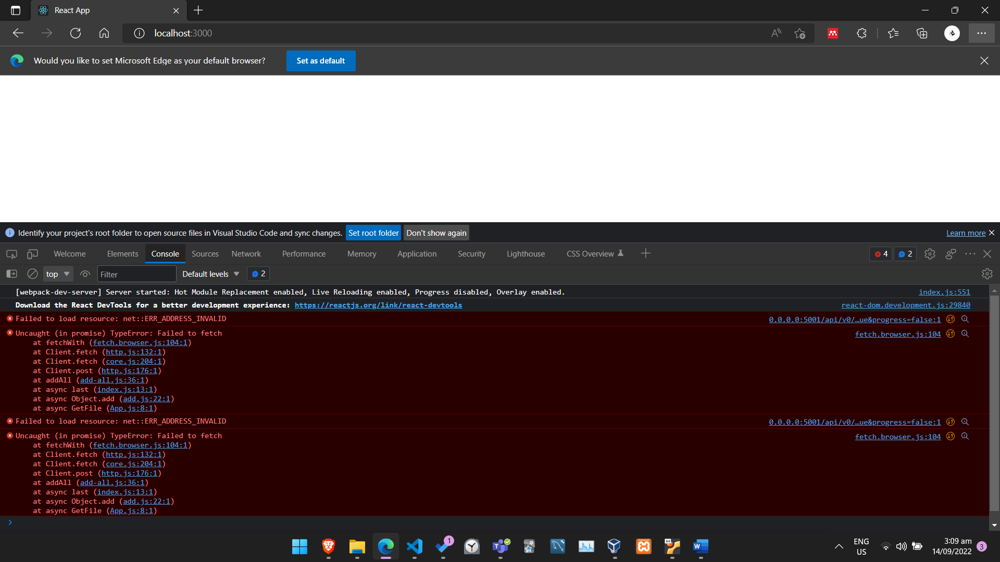 React App
localhost:3000
Would you like to set Microsoft Edge as your default browser?
Set as default
Identify your project's root folder to open source files in Visual Studio Code and sync changes.
Set root folder
Don't show again
Learn more
Welcome
Elements
Console
Sources
Network
Performance
Memory
Application
Security
Lighthouse
CSS Overview
4
2
top
Filter
Default levels
2
[webpack-dev-server] Server started: Hot Module Replacement enabled, Live Reloading enabled, Progress disabled, Overlay enabled.
index.js:551
Download the React DevTools for a better development experience: https://reactjs.org/link/react-devtools
react-dom.development.js:29840
Failed to load resource: net::ERR_ADDRESS_INVALID
0.0.0.0:5001/api/v0/…ue&progress=false:1
Uncaught (in promise) TypeError: Failed to fetch
fetch.browser.js:104
at fetchWith (fetch.browser.js:104:1)
at Client.fetch (http.js:132:1)
at Client.fetch (core.js:204:1)
at Client.post (http.js:176:1)
at addAll (add-all.js:36:1)
at async last (index.js:13:1)
at async Object.add (add.js:22:1)
at async GetFile (App.js:8:1)
Failed to load resource: net::ERR_ADDRESS_INVALID
0.0.0.0:5001/api/v0/…ue&progress=false:1
Uncaught (in promise) TypeError: Failed to fetch
fetch.browser.js:104
at fetchWith (fetch.browser.js:104:1)
at Client.fetch (http.js:132:1)
at Client.fetch (core.js:204:1)
at Client.post (http.js:176:1)
at addAll (add-all.js:36:1)
at async last (index.js:13:1)
at async Object.add (add.js:22:1)
at async GetFile (App.js:8:1)
1
64
ENG
US
3:09 am
14/09/2022
3